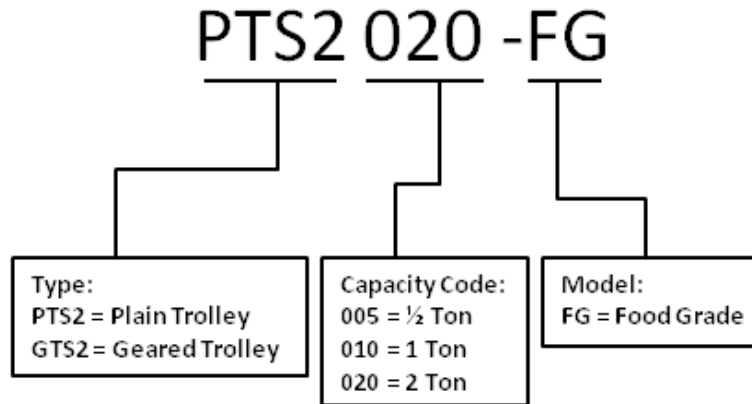 PTS2 020 -FG
Type:
PTS2 = Plain Trolley
GTS2 = Geared Trolley
Capacity Code:
005 = ½ Ton
010 = 1 Ton
020 = 2 Ton
Model:
FG = Food Grade